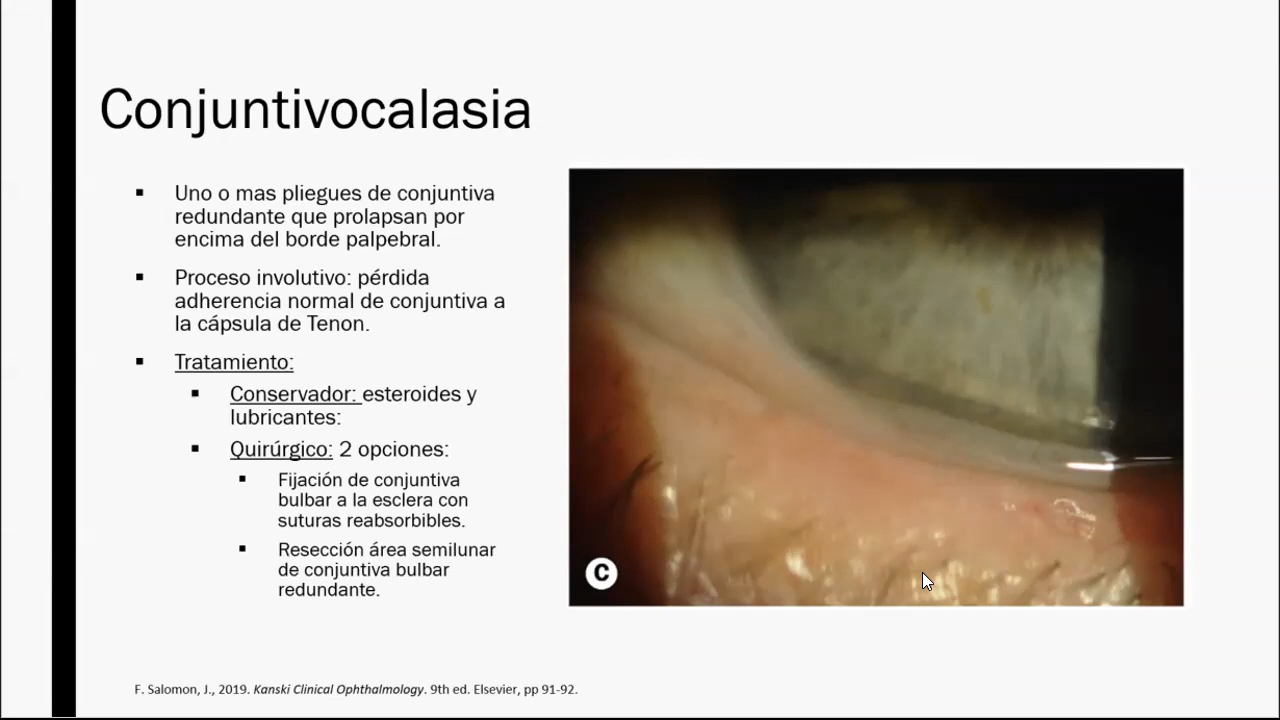 Conjuntivocalasia
▪ Uno o mas pliegues de conjuntiva
redundante que prolapsan por
encima del borde palpebral.
▪ Proceso involutivo: pérdida
adherencia normal de conjuntiva a
la cápsula de Tenon.
▪ Tratamiento:
▪ Conservador: esteroides y
lubricantes:
▪ Quirúrgico: 2 opciones:
▪ Fijación de conjuntiva
bulbar a la esclera con
suturas reabsorbibles.
▪ Resección área semilunar
de conjuntiva bulbar
redundante.
C
F. Salomon, J., 2019. Kanski Clinical Ophthalmology. 9th ed. Elsevier, pp 91-92.